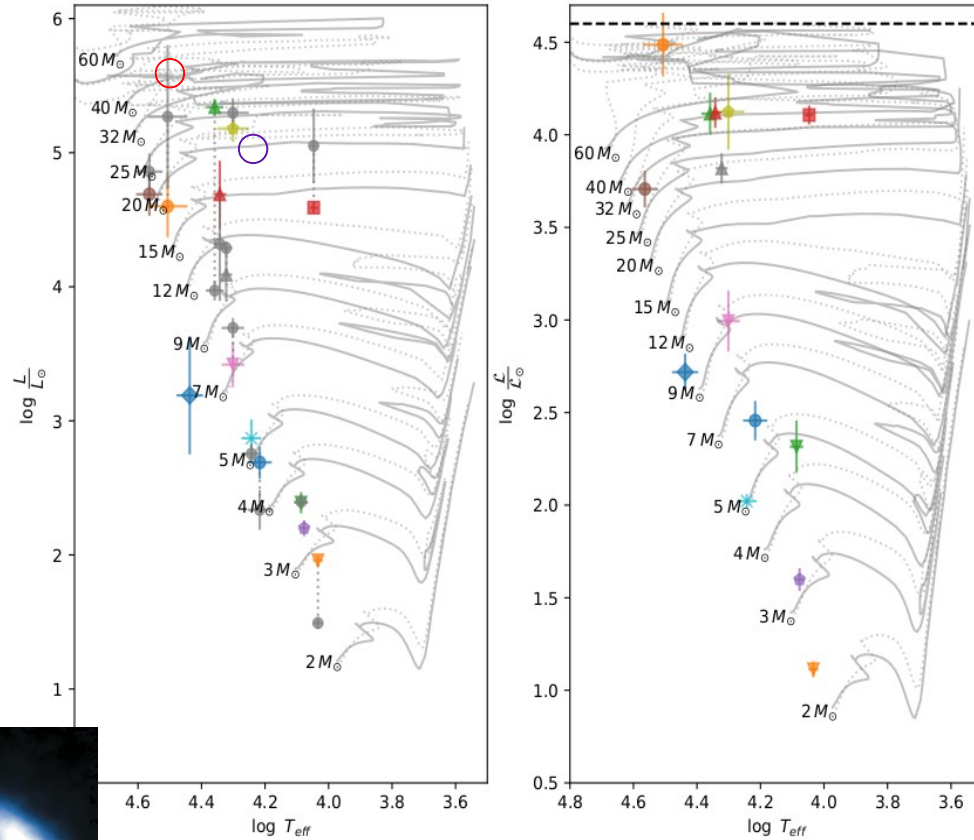 6
5
4
3
2
1
log L/L⊙
60 M⊙
40 M⊙
32 M⊙
25 M⊙
20 M⊙
15 M⊙
12 M⊙
9 M⊙
7 M⊙
5 M⊙
4 M⊙
3 M⊙
2 M⊙
4.6 4.4 4.2 4.0 3.8 3.6
log T_eff
4.5
4.0
3.5
3.0
2.5
2.0
1.5
1.0
0.5
log ℒ/ℒ⊙
60 M⊙
40 M⊙
32 M⊙
25 M⊙
20 M⊙
15 M⊙
12 M⊙
9 M⊙
7 M⊙
5 M⊙
4 M⊙
3 M⊙
2 M⊙
4.8 4.6 4.4 4.2 4.0 3.8 3.6
log T_eff